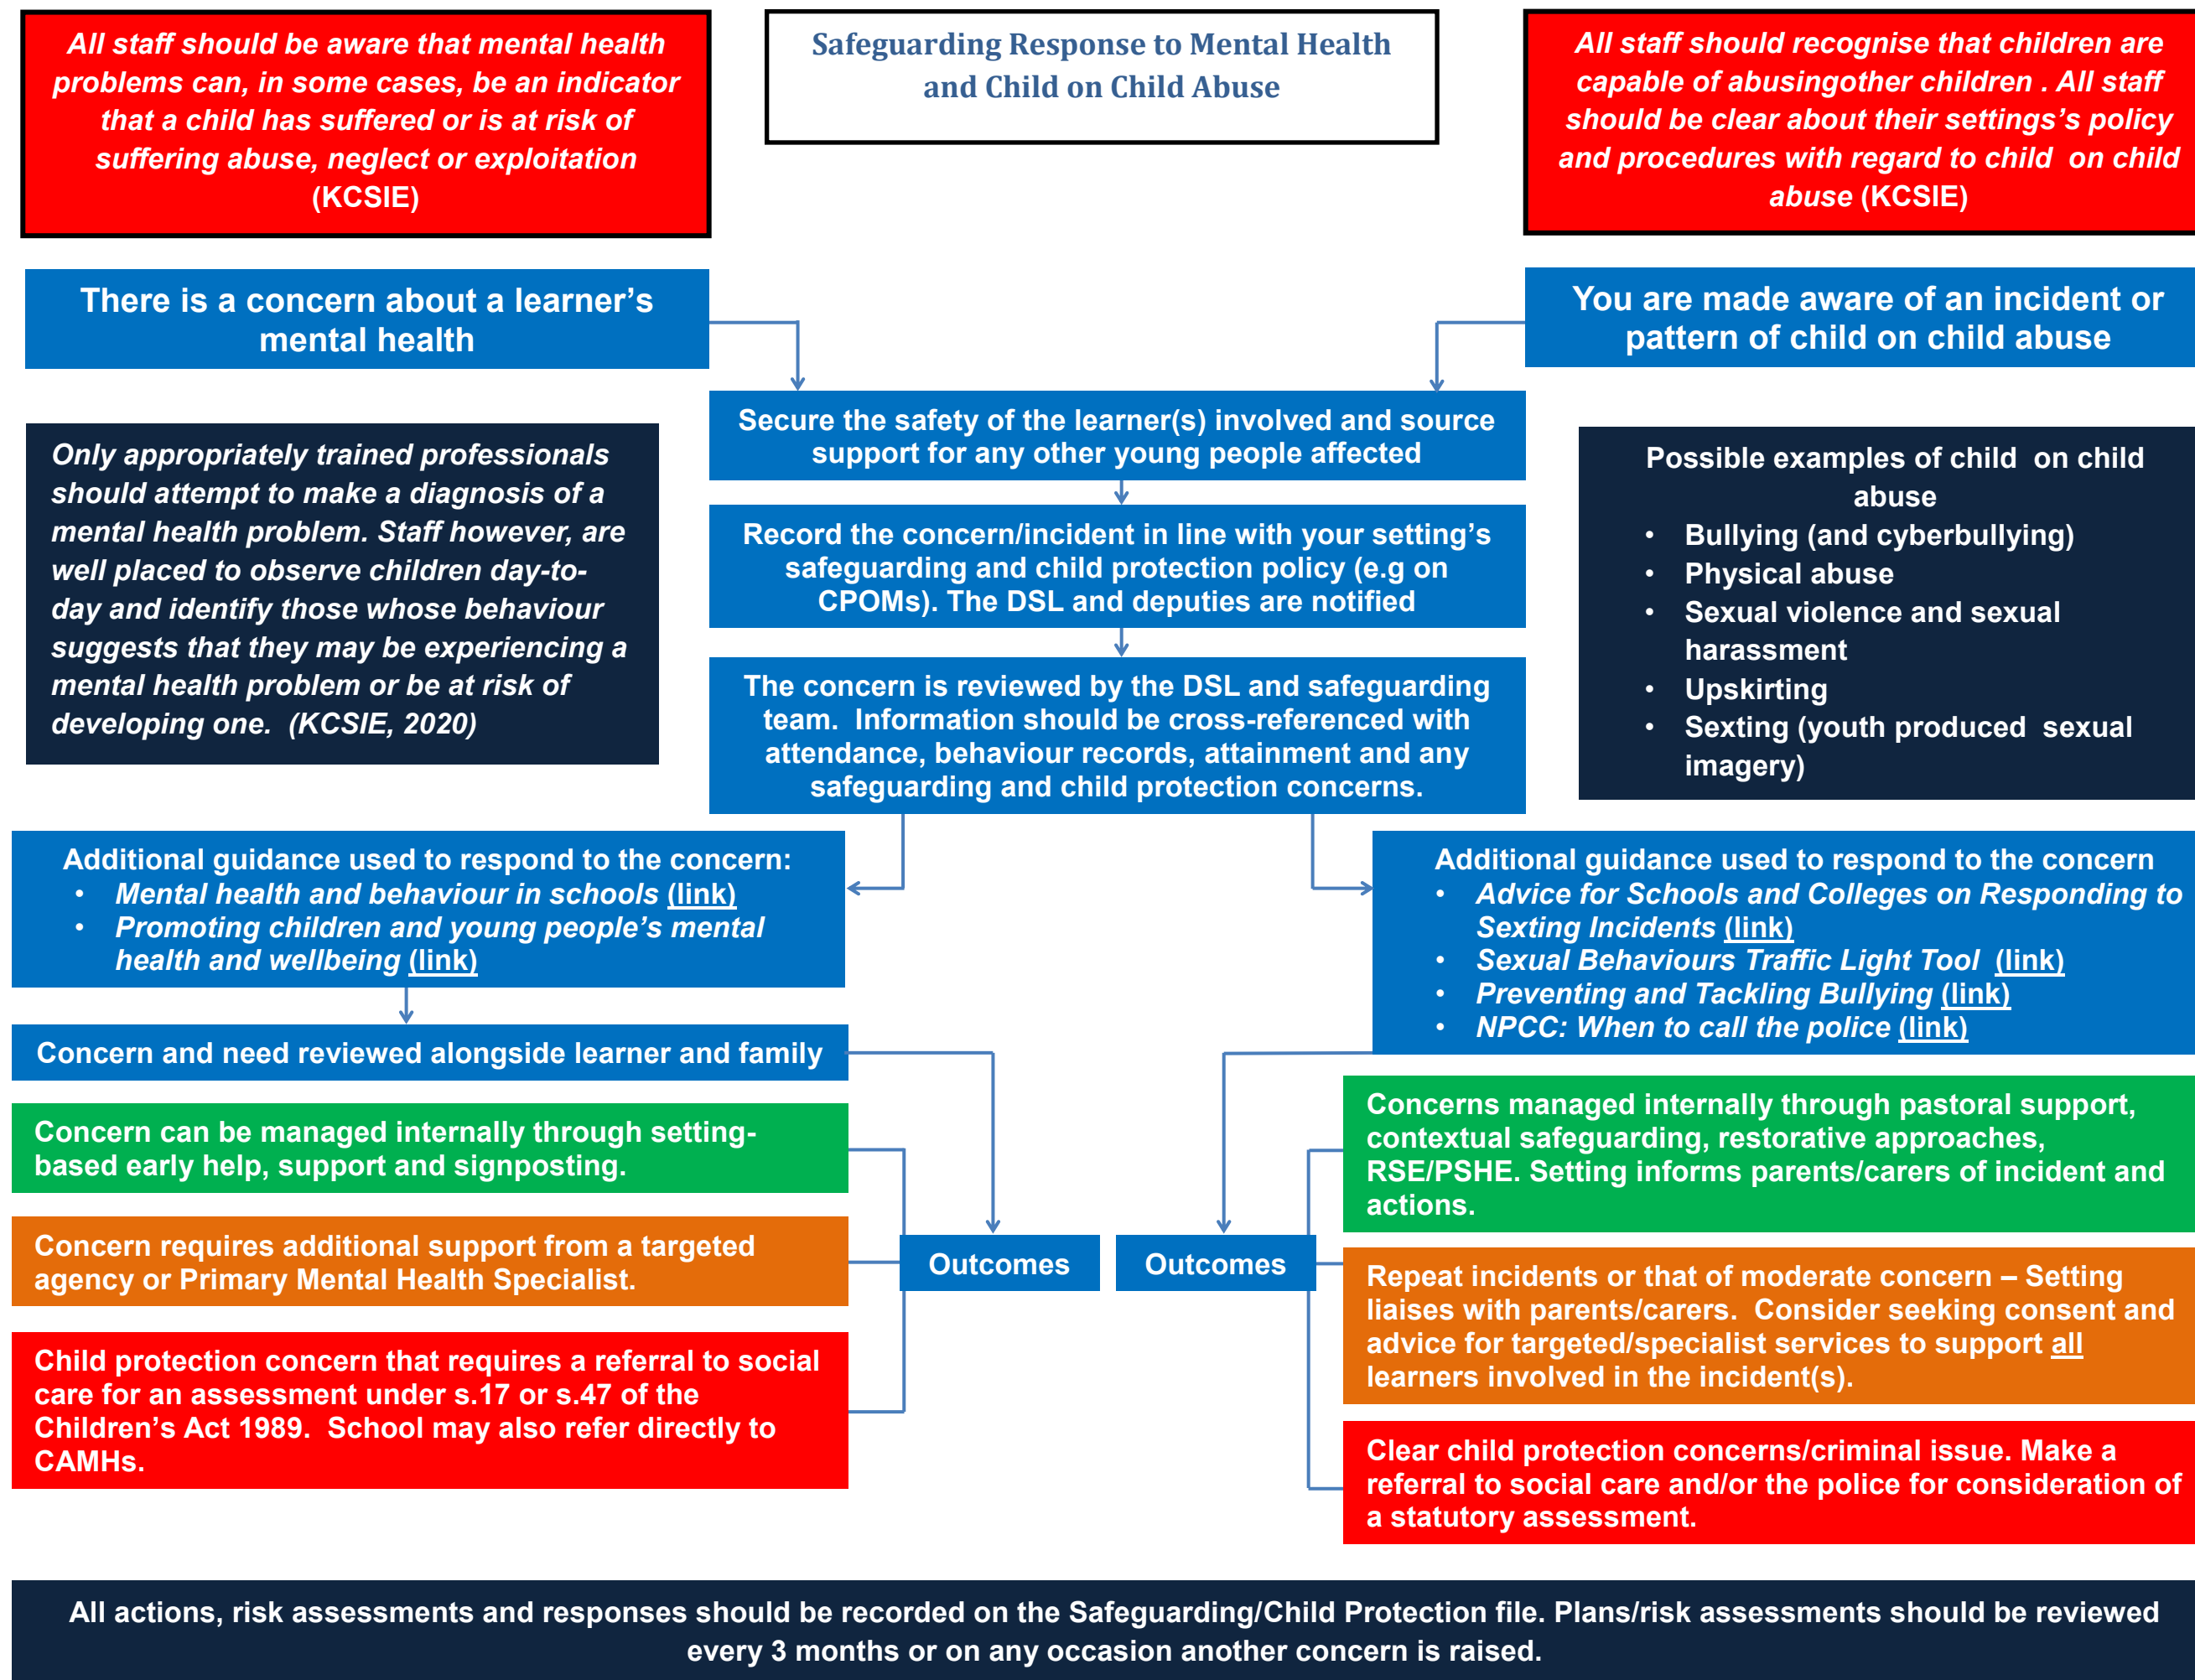 All staff should be aware that mental health
problems can, in some cases, be an indicator
that a child has suffered or is at risk of
suffering abuse, neglect or exploitation
(KCSIE)
Safeguarding Response to Mental Health
and Child on Child Abuse
All staff should recognise that children are
capable of abusingother children . All staff
should be clear about their settings's policy
and procedures with regard to child  on child
abuse (KCSIE)
There is a concern about a learner’s
mental health
You are made aware of an incident or
pattern of child on child abuse
Secure the safety of the learner(s) involved and source
support for any other young people affected
Only appropriately trained professionals
should attempt to make a diagnosis of a
mental health problem. Staff however, are
well placed to observe children day-to-
day and identify those whose behaviour
suggests that they may be experiencing a
mental health problem or be at risk of
developing one.  (KCSIE, 2020)
Record the concern/incident in line with your setting’s
safeguarding and child protection policy (e.g on
CPOMs). The DSL and deputies are notified
The concern is reviewed by the DSL and safeguarding
team.  Information should be cross-referenced with
attendance, behaviour records, attainment and any
safeguarding and child protection concerns.
Possible examples of child  on child
abuse
• Bullying (and cyberbullying)
• Physical abuse
• Sexual violence and sexual
harassment
• Upskirting
• Sexting (youth produced  sexual
imagery)
Additional guidance used to respond to the concern:
• Mental health and behaviour in schools (link)
• Promoting children and young people’s mental
health and wellbeing (link)
Additional guidance used to respond to the concern
• Advice for Schools and Colleges on Responding to
Sexting Incidents (link)
• Sexual Behaviours Traffic Light Tool  (link)
• Preventing and Tackling Bullying (link)
• NPCC: When to call the police (link)
Concern and need reviewed alongside learner and family
Concern can be managed internally through setting-
based early help, support and signposting.
Concern requires additional support from a targeted
agency or Primary Mental Health Specialist.
Child protection concern that requires a referral to social
care for an assessment under s.17 or s.47 of the
Children’s Act 1989.  School may also refer directly to
CAMHs.
Outcomes
Outcomes
Concerns managed internally through pastoral support,
contextual safeguarding, restorative approaches,
RSE/PSHE. Setting informs parents/carers of incident and
actions.
Repeat incidents or that of moderate concern – Setting
liaises with parents/carers.  Consider seeking consent and
advice for targeted/specialist services to support all
learners involved in the incident(s).
Clear child protection concerns/criminal issue. Make a
referral to social care and/or the police for consideration of
a statutory assessment.
All actions, risk assessments and responses should be recorded on the Safeguarding/Child Protection file. Plans/risk assessments should be reviewed
every 3 months or on any occasion another concern is raised.